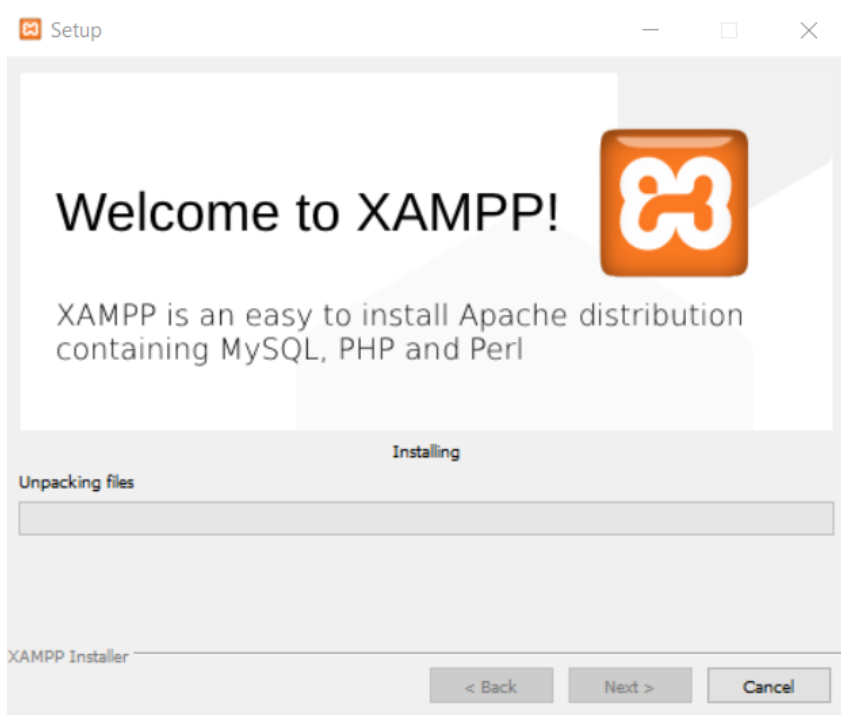 Setup
Welcome to XAMPP!
XAMPP is an easy to install Apache distribution
containing MySQL, PHP and Perl
Installing
Unpacking files
XAMPP Installer
< Back
Next >
Cancel